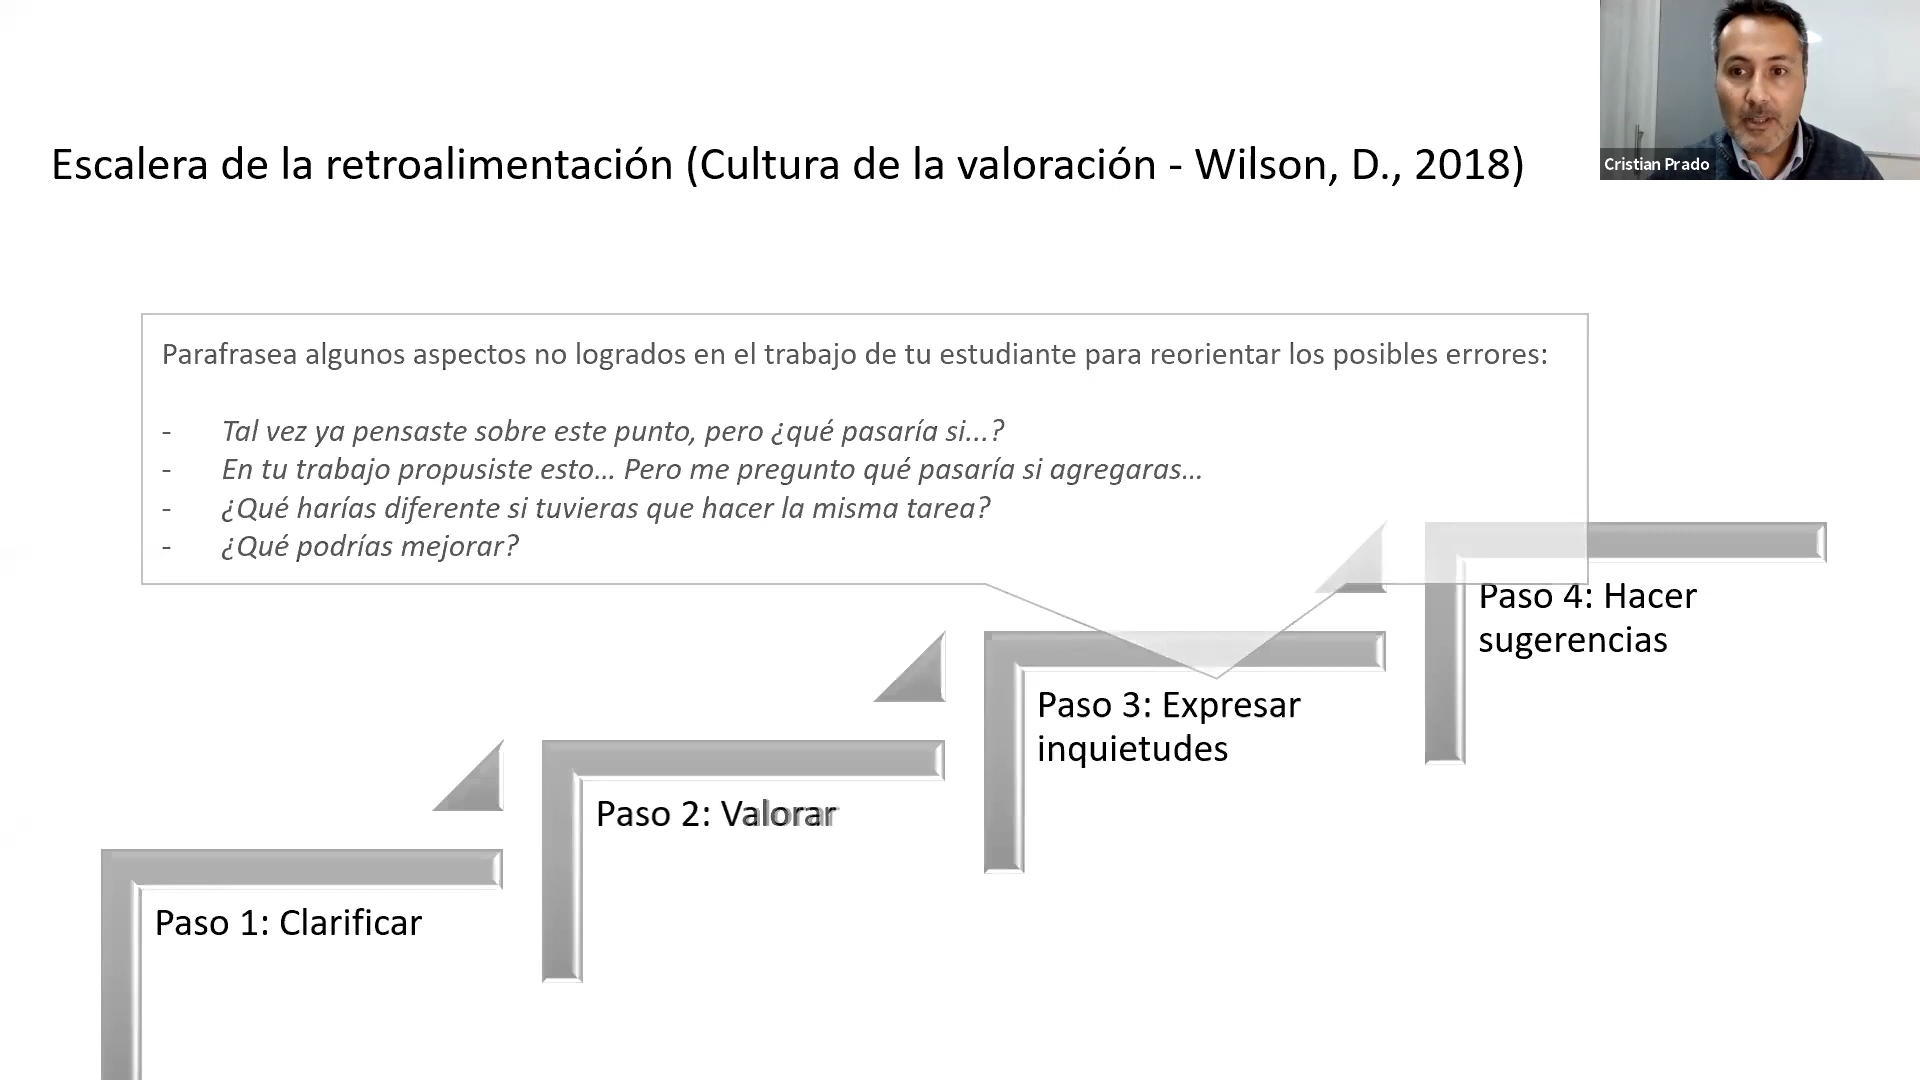 Escalera de la retroalimentación (Cultura de la valoración - Wilson, D., 2018)
Cristian Prado
Parafrasea algunos aspectos no logrados en el trabajo de tu estudiante para reorientar los posibles errores:
- Tal vez ya pensaste sobre este punto, pero ¿qué pasaría si...?
- En tu trabajo propusiste esto... Pero me pregunto qué pasaría si agregaras...
- ¿Qué harías diferente si tuvieras que hacer la misma tarea?
- ¿Qué podrías mejorar?
Paso 4: Hacer
sugerencias
Paso 3: Expresar
inquietudes
Paso 2: Valorar
Paso 1: Clarificar